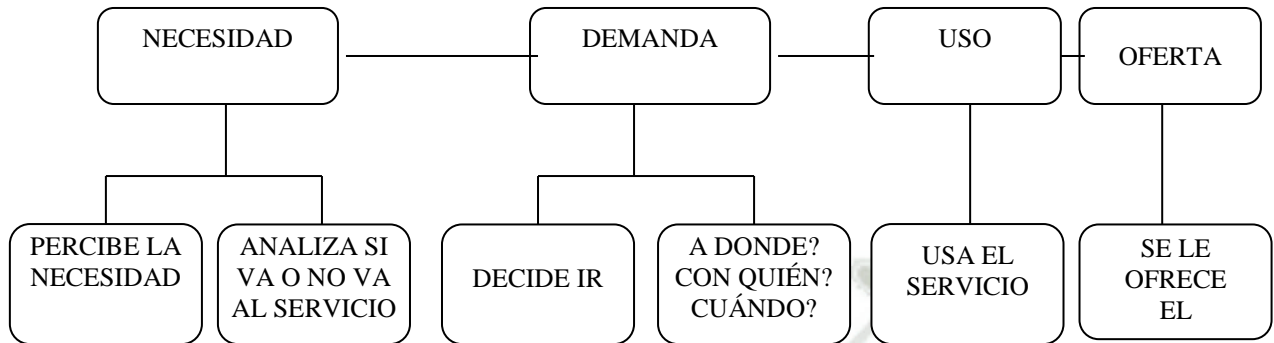 NECESIDAD
DEMANDA
USO
OFERTA
PERCIBE LA
NECESIDAD
ANALIZA SI
VA O NO VA
AL SERVICIO
DECIDE IR
A DONDE?
CON QUIÉN?
CUÁNDO?
USA EL
SERVICIO
SE LE
OFRECE
EL